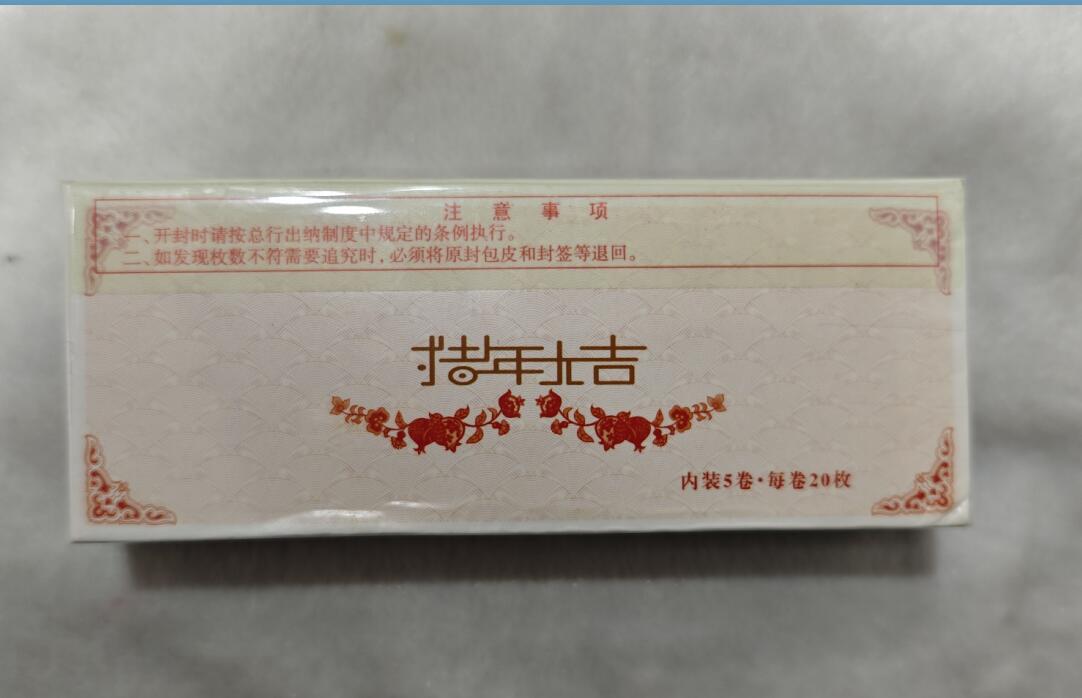 注意事项
一、开封时请按总行出纳制度中规定的条例执行。
二、如发现枚数不符需要追究时，必须将原封包皮和封签等退回。
猪年大吉
内装5卷·每卷20枚